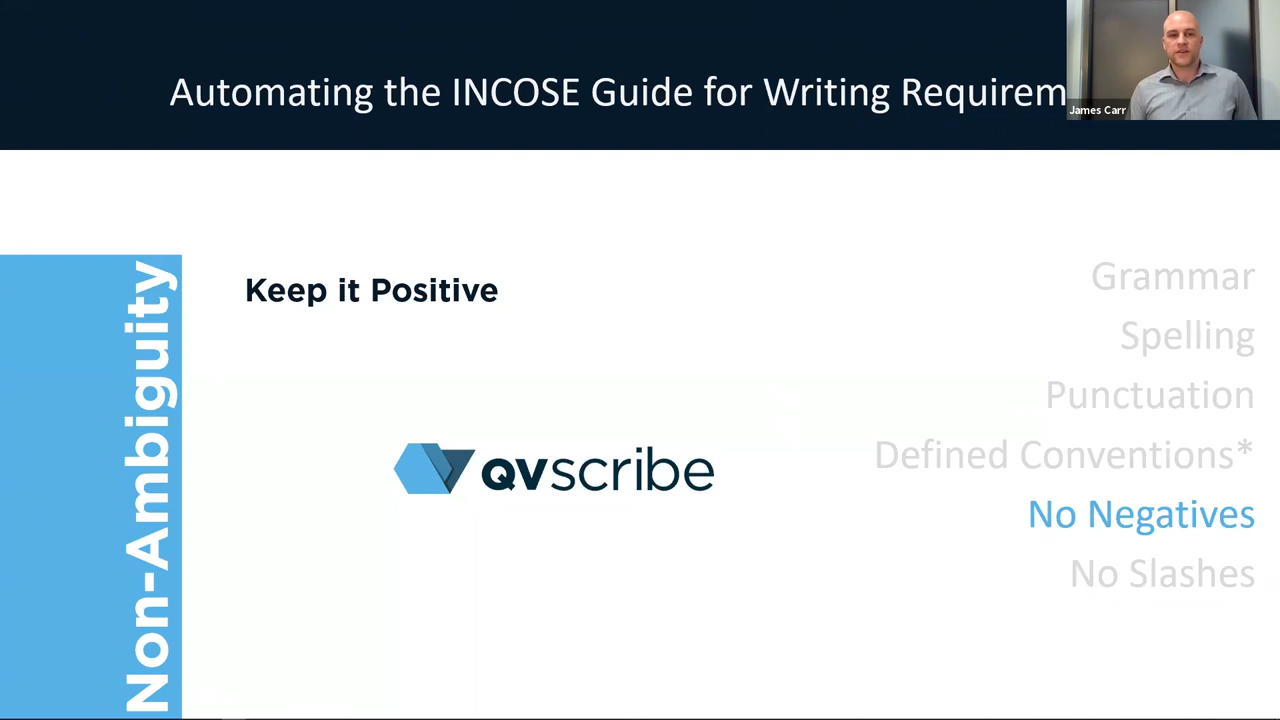 Automating the INCOSE Guide for Writing Requirem
James Carr
Non-Ambiguity
Keep it Positive
QVscribe
Grammar
Spelling
Punctuation
Defined Conventions*
No Negatives
No Slashes